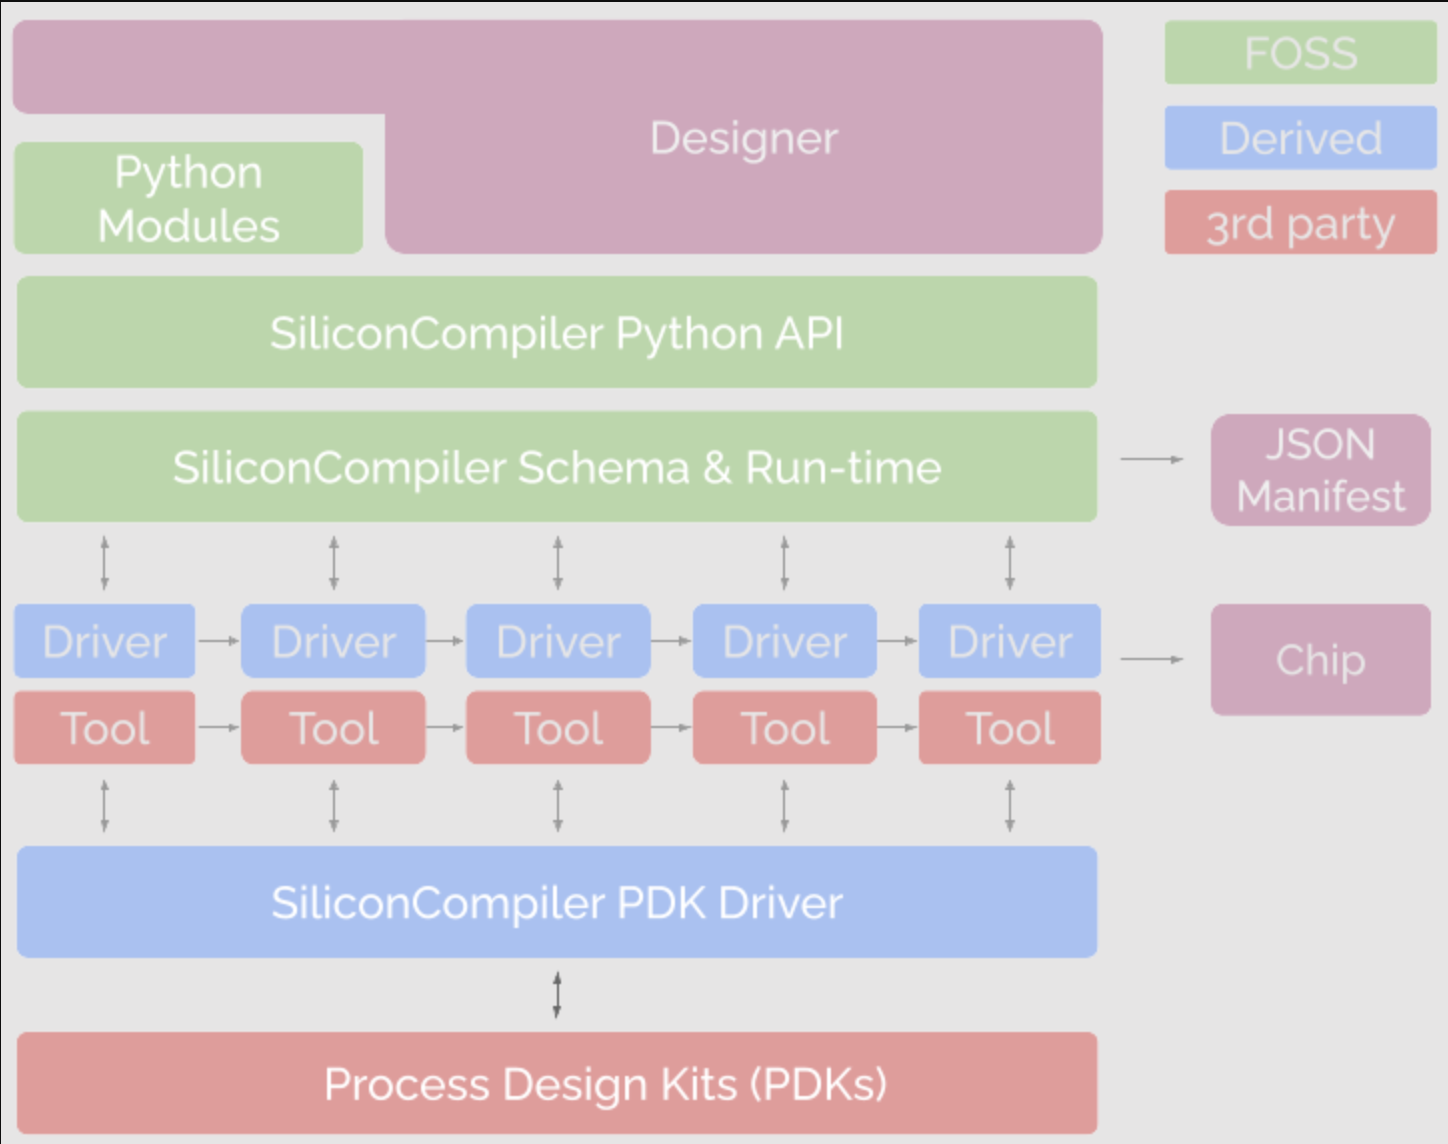 Designer
FOSS
Derived
3rd party
Python
Modules
SiliconCompiler Python API
SiliconCompiler Schema & Run-time
JSON
Manifest
Driver
Driver
Driver
Driver
Driver
Chip
Tool
Tool
Tool
Tool
Tool
SiliconCompiler PDK Driver
Process Design Kits (PDKs)